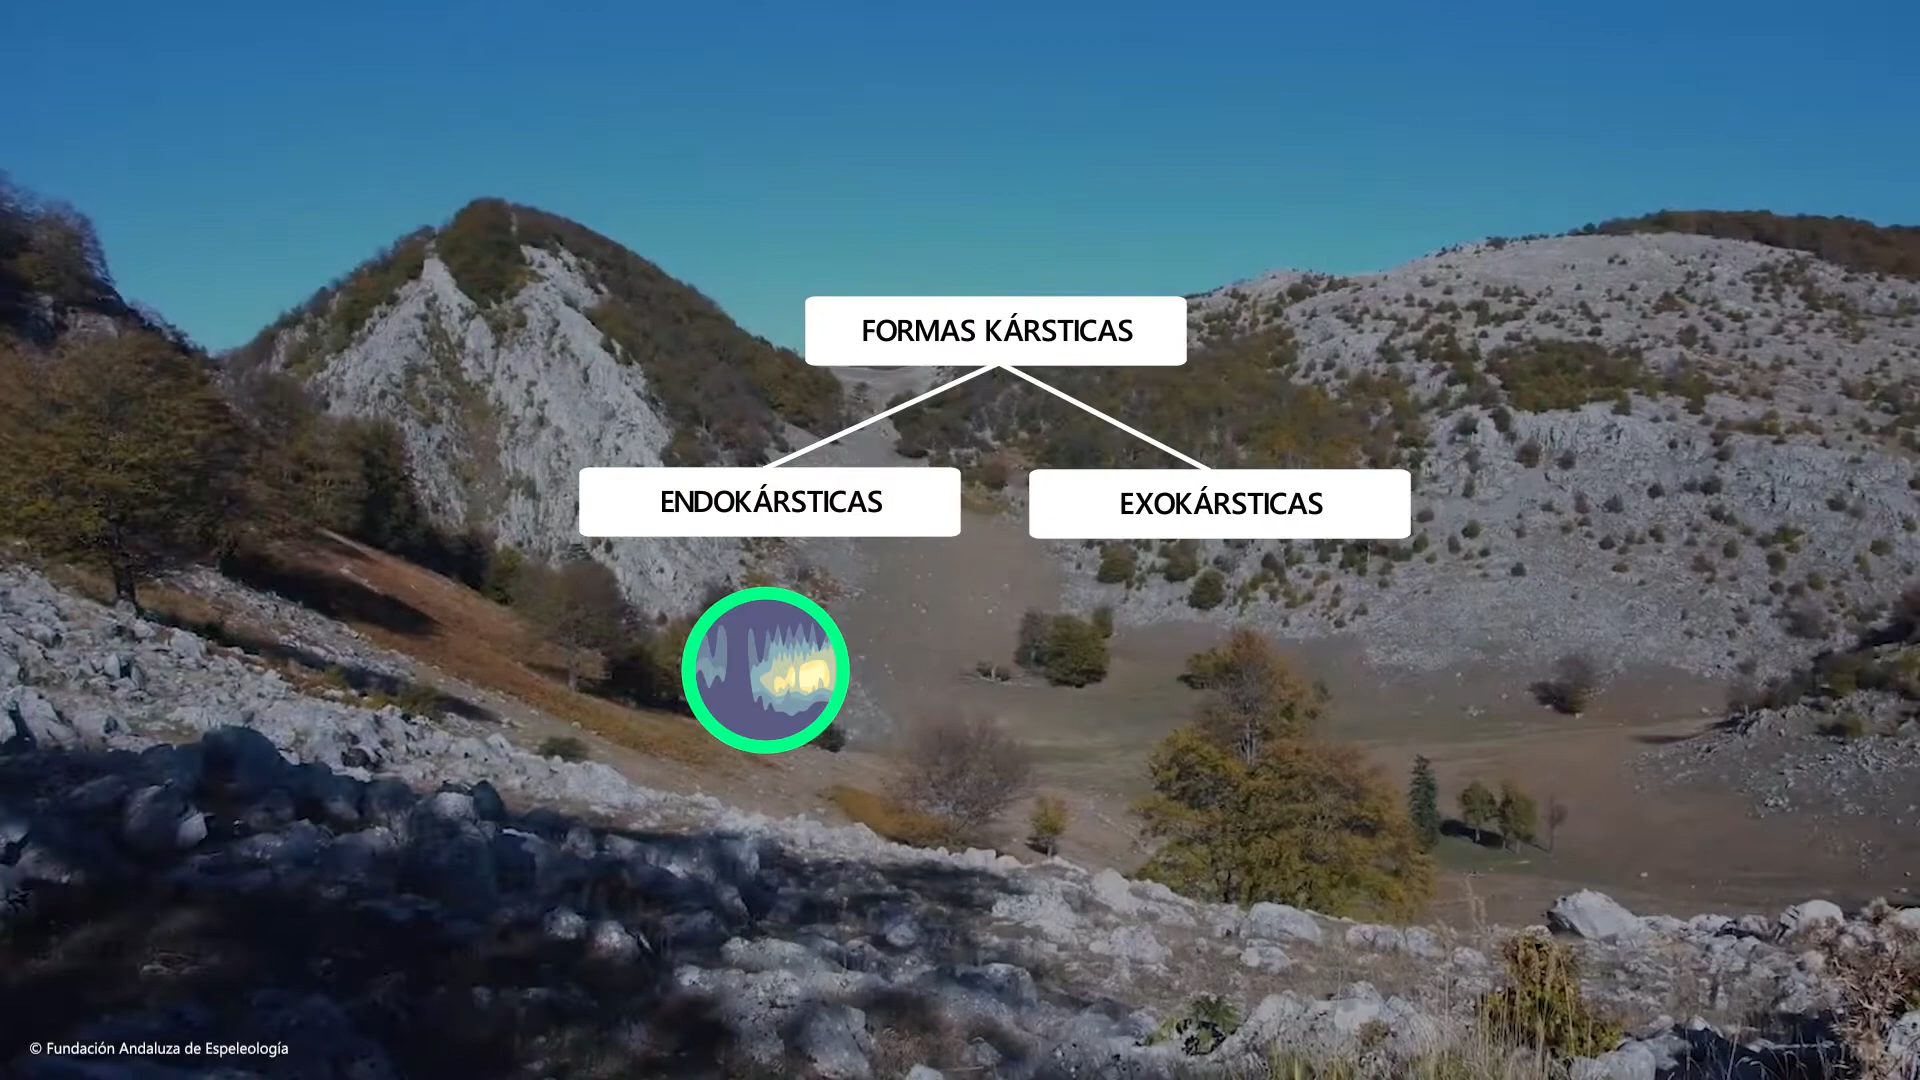 FORMAS KÁRSTICAS
ENDOKÁRSTICAS
EXOKÁRSTICAS
© Fundación Andaluza de Espeleología